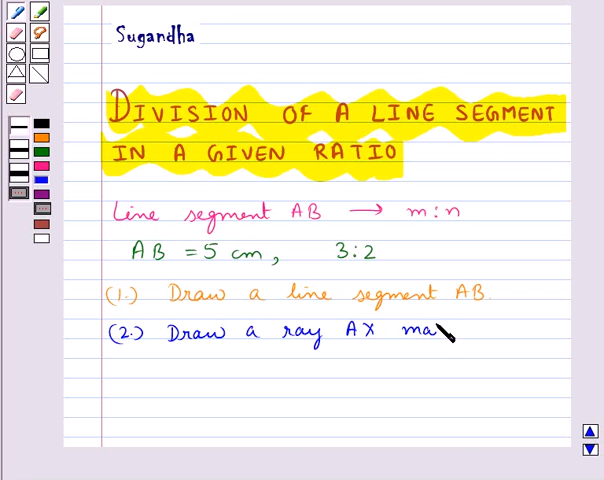 Sugandha
DIVISION OF A LINE SEGMENT
IN A GIVEN RATIO
Line segment AB → m:n
AB = 5 cm, 3:2
(1.) Draw a line segment AB.
(2.) Draw a ray AX ma